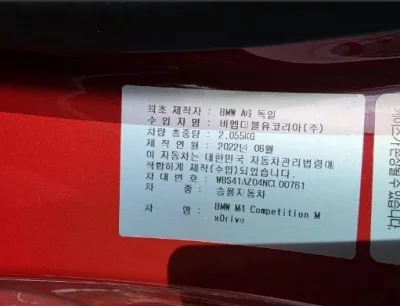 최초 제작자 : BMW AG 독일
수 입 자 명 : 비엠더블유코리아(주)
차량 총중량 : 2,055KG
제 작 연 월 : 2022년 06월
이 자동차는 대한민국 자동차관리법령에
적합하게 제작(수입)되었습니다.
차 대 번 호 : WBS41AZ04NCL00761
차 종 : 승용자동차
차 명 : BMW M4 Competition M
xDrive